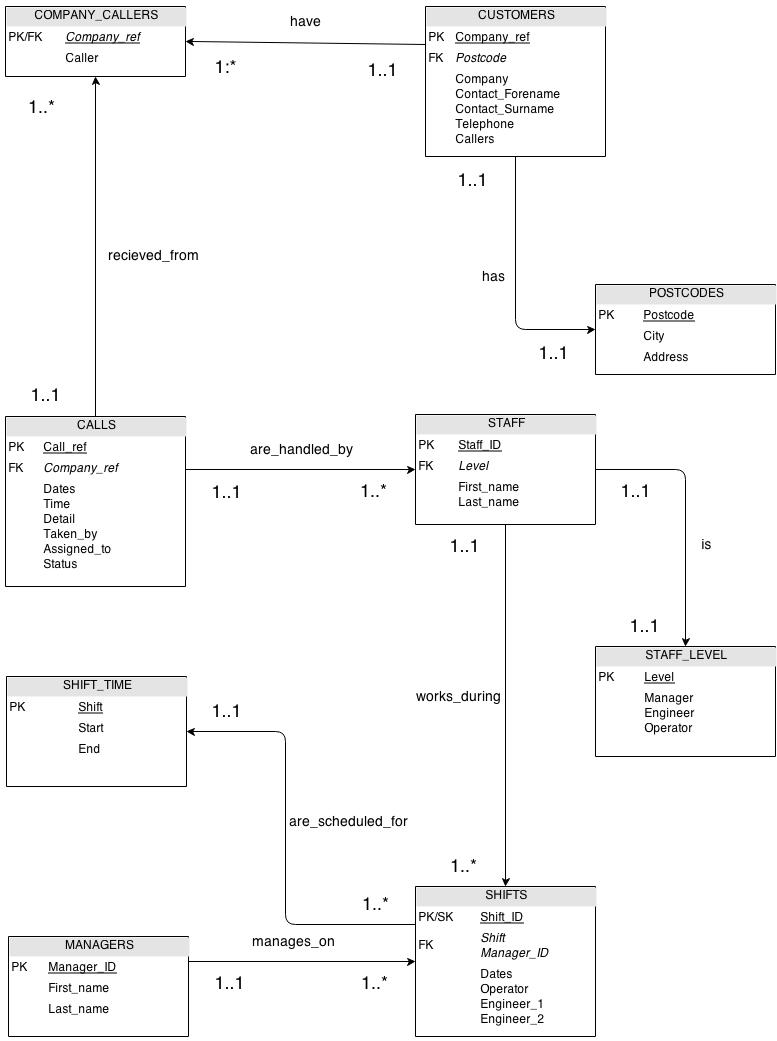 COMPANY_CALLERS
PK/FK Company_ref
Caller
have
1:*
1..1
CUSTOMERS
PK Company_ref
FK Postcode
Company
Contact_Forename
Contact_Surname
Telephone
Callers
1..*
1..1
recieved_from
has
POSTCODES
PK Postcode
City
Address
1..1
1..1
CALLS
PK Call_ref
FK Company_ref
Dates
Time
Detail
Taken_by
Assigned_to
Status
are_handled_by
1..1
1..*
STAFF
PK Staff_ID
FK Level
First_name
Last_name
1..1
1..1
is
1..1
STAFF_LEVEL
PK Level
Manager
Engineer
Operator
SHIFT_TIME
PK Shift
Start
End
1..1
works_during
are_scheduled_for
1..*
1..*
SHIFTS
PK/SK Shift_ID
FK Shift
Manager_ID
Dates
Operator
Engineer_1
Engineer_2
MANAGERS
PK Manager_ID
First_name
Last_name
manages_on
1..1
1..*